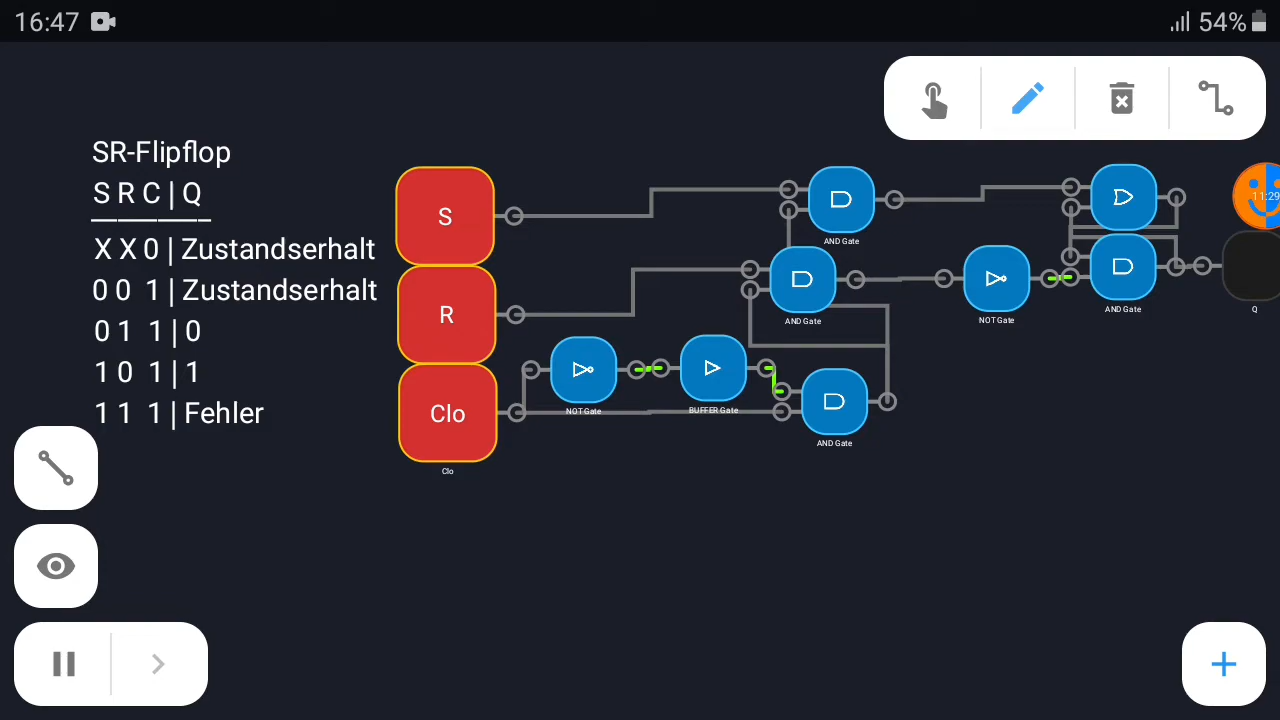 16:47
54%
SR-Flipflop
S R C | Q
X X 0 | Zustandserhalt
0 0 1 | Zustandserhalt
0 1 1 | 0
1 0 1 | 1
1 1 1 | Fehler
S
R
Clo
Clo
AND Gate
AND Gate
NOT Gate
AND Gate
NOT Gate
BUFFER Gate
AND Gate
11:29
Q